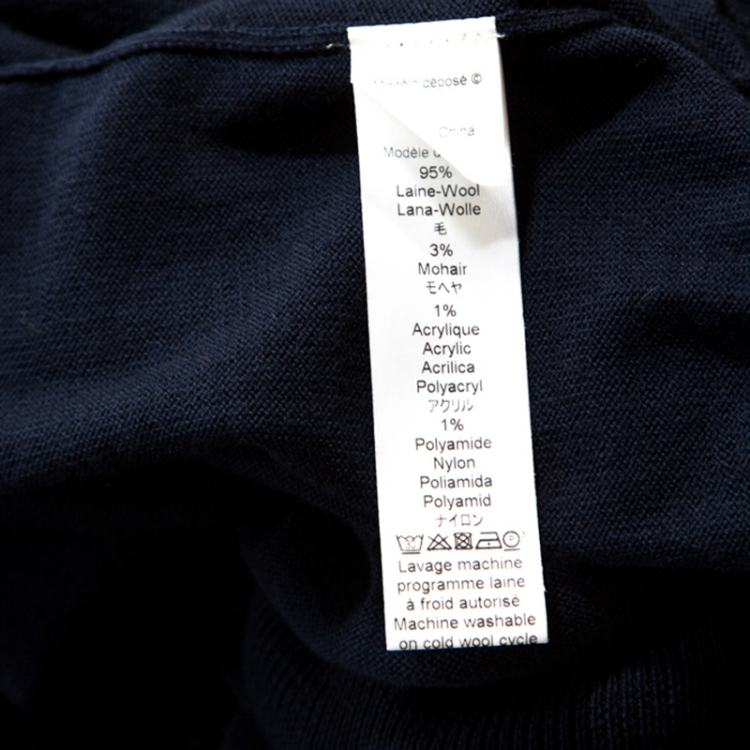 déposé ©
China
Modèle
95%
Laine-Wool
Lana-Wolle
毛
3%
Mohair
モヘヤ
1%
Acrylique
Acrylic
Acrilica
Polyacryl
アクリル
1%
Polyamide
Nylon
Poliamida
Polyamid
ナイロン
Lavage machine
programme laine
à froid autorisé
Machine washable
on cold wool cycle